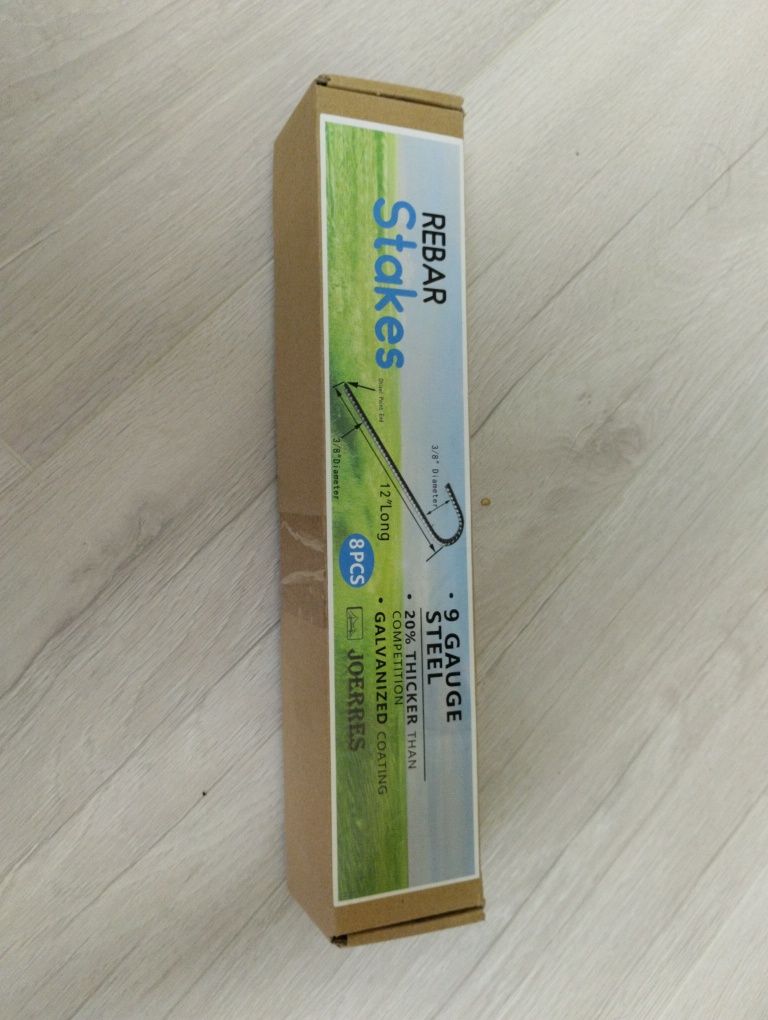 REBAR
Stakes
Chisel Point End
3/8" Diameter
3/8" Diameter
12"Long
8PCS
• 9 GAUGE
STEEL
• 20% THICKER THAN
COMPETITION
• GALVANIZED COATING
JOERRES